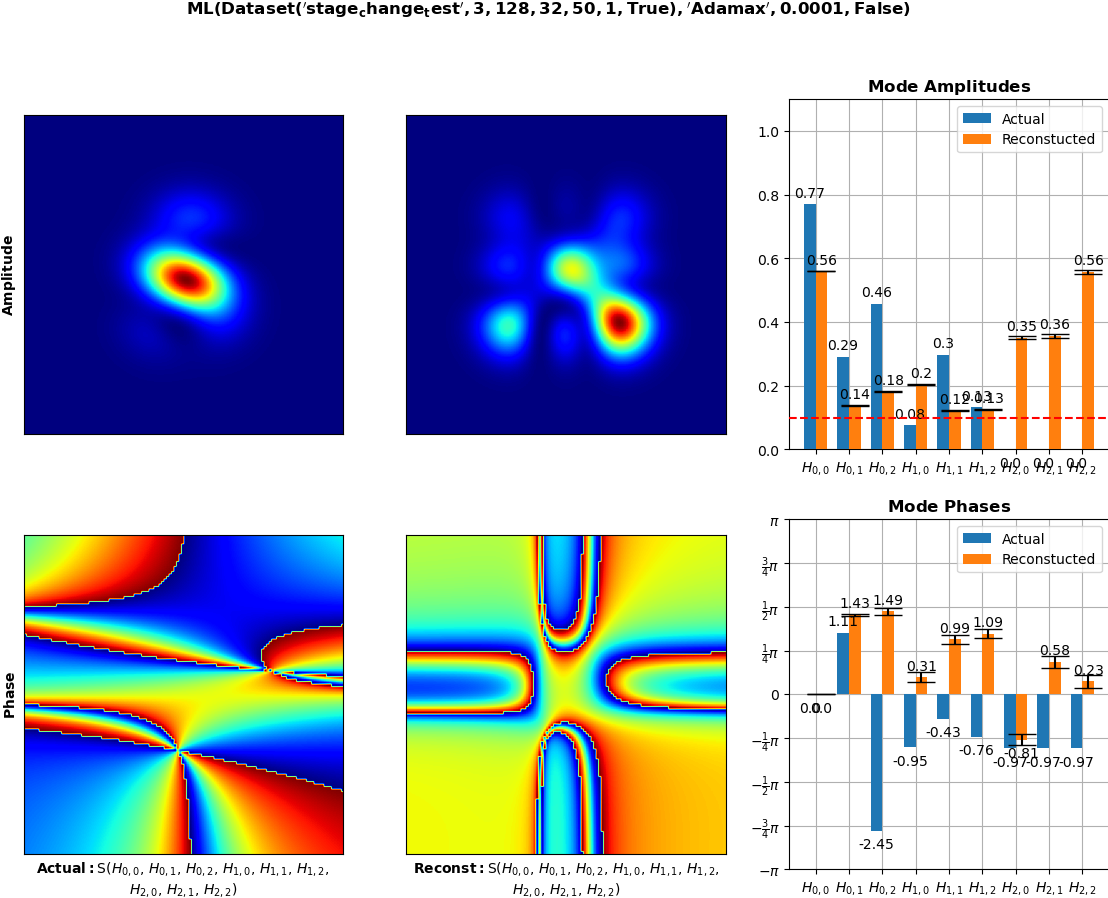 ML(Dataset('stage_change_test', 3, 128, 32, 50, 1, True), 'Adamax', 0.0001, False)
Amplitude
Mode Amplitudes
Actual
Reconstucted
1.0
0.8
0.6
0.4
0.2
0.0
0.77
0.56
0.29
0.14
0.46
0.18
0.08
0.2
0.3
0.12
0.13
0.13
0.0
0.35
0.0
0.36
0.0
0.56
H0,0 H0,1 H0,2 H1,0 H1,1 H1,2 H2,0 H2,1 H2,2
Phase
Mode Phases
Actual
Reconstucted
π
3/4π
1/2π
1/4π
0
−1/4π
−1/2π
−3/4π
−π
0.0
0.0
1.11
1.43
-2.45
1.49
-0.95
0.31
-0.43
0.99
-0.76
1.09
-0.97
-0.81
-0.97
0.58
-0.97
0.23
H0,0 H0,1 H0,2 H1,0 H1,1 H1,2 H2,0 H2,1 H2,2
Actual: S(H0,0, H0,1, H0,2, H1,0, H1,1, H1,2,
H2,0, H2,1, H2,2)
Reconst: S(H0,0, H0,1, H0,2, H1,0, H1,1, H1,2,
H2,0, H2,1, H2,2)